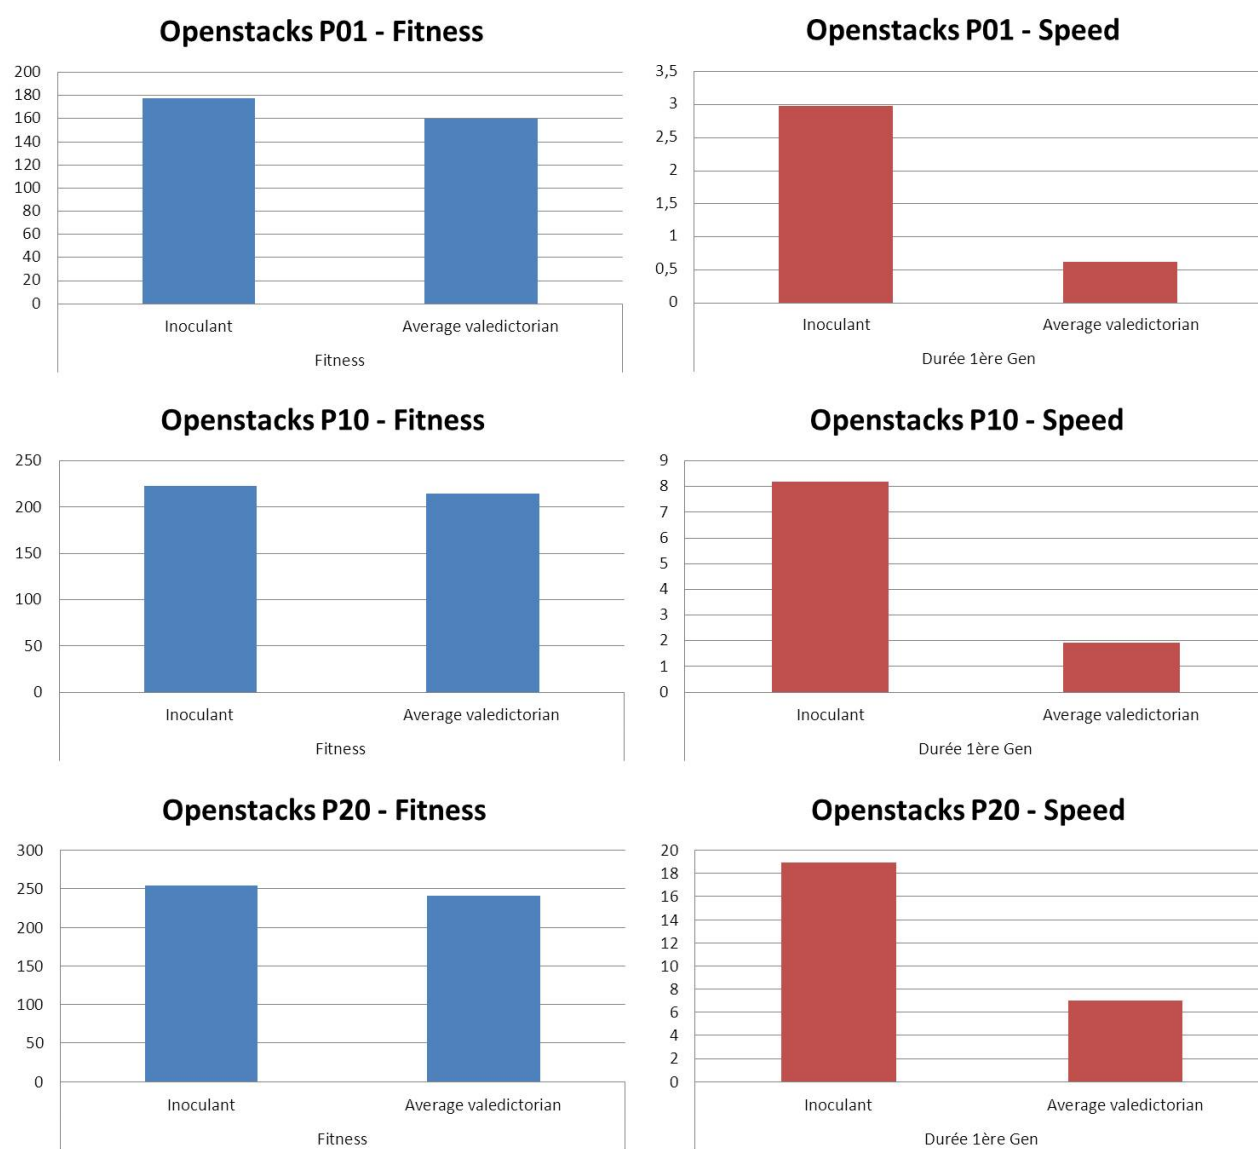 Openstacks P01 - Fitness
200
180
160
140
120
100
80
60
40
20
0
Inoculant Average valedictorian
Fitness
Openstacks P01 - Speed
3,5
3
2,5
2
1,5
1
0,5
0
Inoculant Average valedictorian
Durée 1ère Gen
Openstacks P10 - Fitness
250
200
150
100
50
0
Inoculant Average valedictorian
Fitness
Openstacks P10 - Speed
9
8
7
6
5
4
3
2
1
0
Inoculant Average valedictorian
Durée 1ère Gen
Openstacks P20 - Fitness
300
250
200
150
100
50
0
Inoculant Average valedictorian
Fitness
Openstacks P20 - Speed
20
18
16
14
12
10
8
6
4
2
0
Inoculant Average valedictorian
Durée 1ère Gen